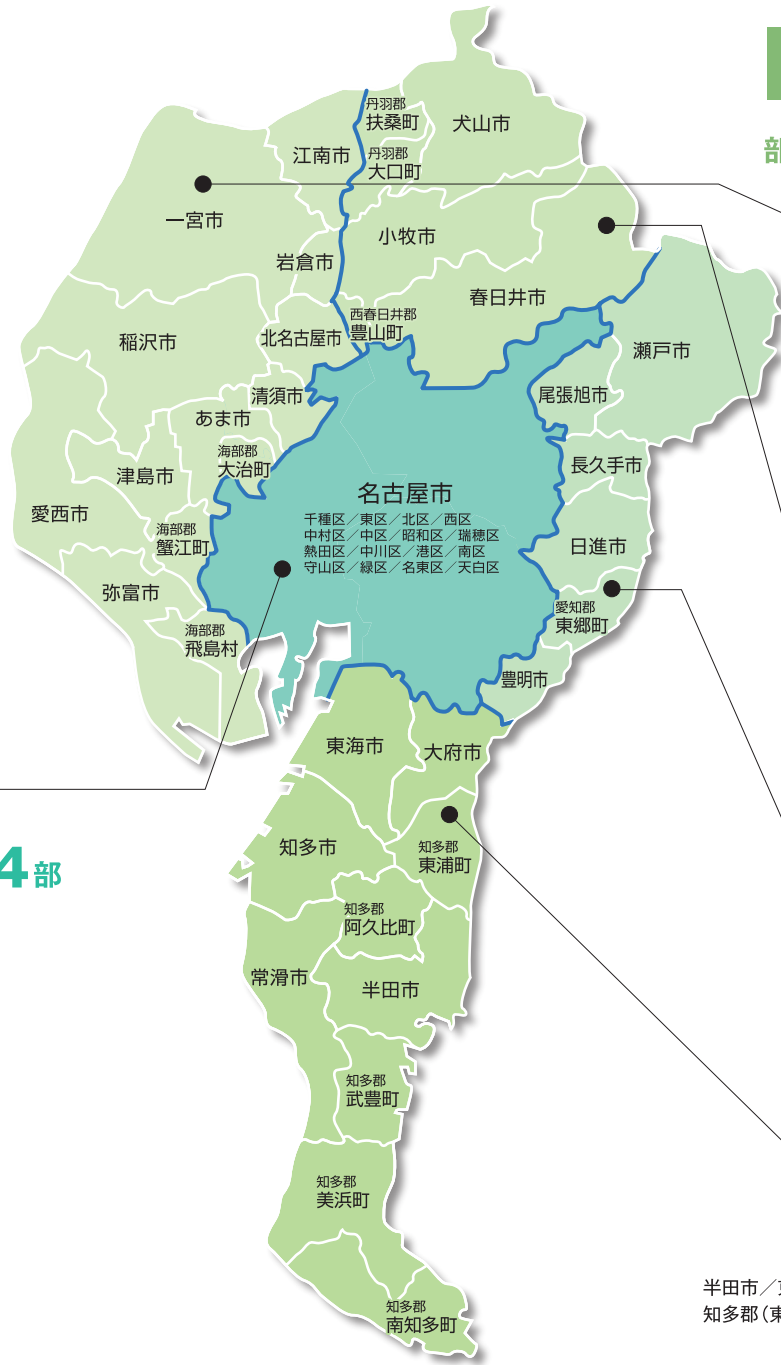 丹羽郡
扶桑町
犬山市
部
江南市
丹羽郡
大口町
一宮市
小牧市
岩倉市
春日井市
西春日井郡
豊山町
北名古屋市
稲沢市
瀬戸市
清須市
尾張旭市
あま市
海部郡
大治町
長久手市
津島市
名古屋市
千種区／東区／北区／西区
中村区／中区／昭和区／瑞穂区
熱田区／中川区／港区／南区
守山区／緑区／名東区／天白区
愛西市
海部郡
蟹江町
日進市
弥富市
愛知郡
東郷町
海部郡
飛島村
豊明市
東海市
大府市
知多市
知多郡
東浦町
4部
知多郡
阿久比町
常滑市
半田市
知多郡
武豊町
知多郡
美浜町
半田市／
知多郡（東
知多郡
南知多町